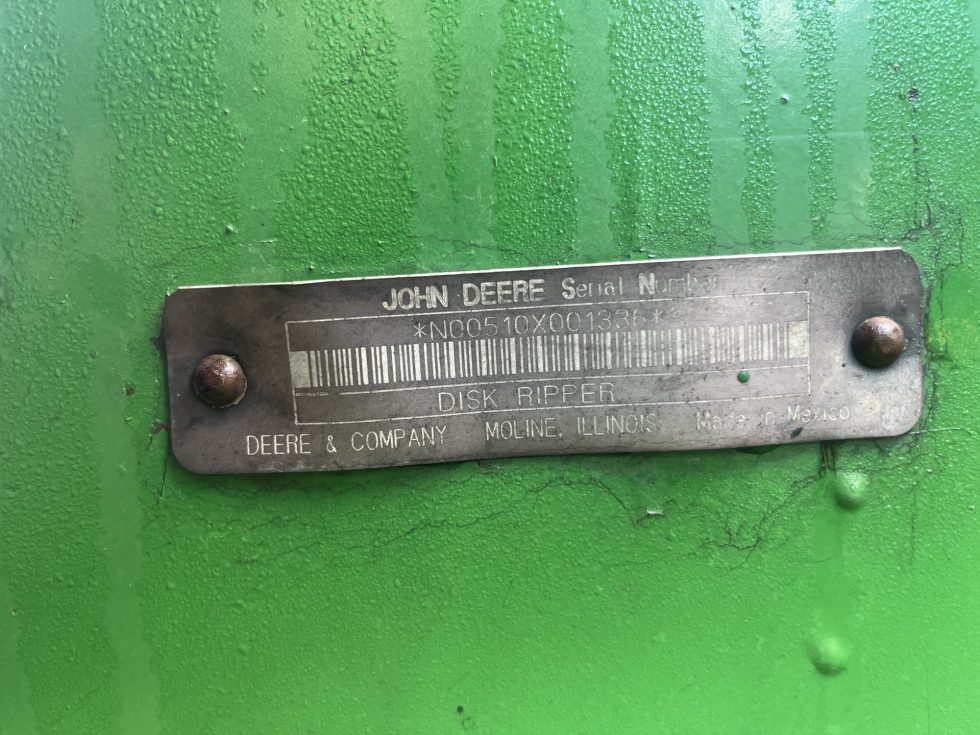 JOHN DEERE Serial Number
*N00510X001336*
DISK RIPPER
DEERE & COMPANY MOLINE, ILLINOIS Made in Mexico